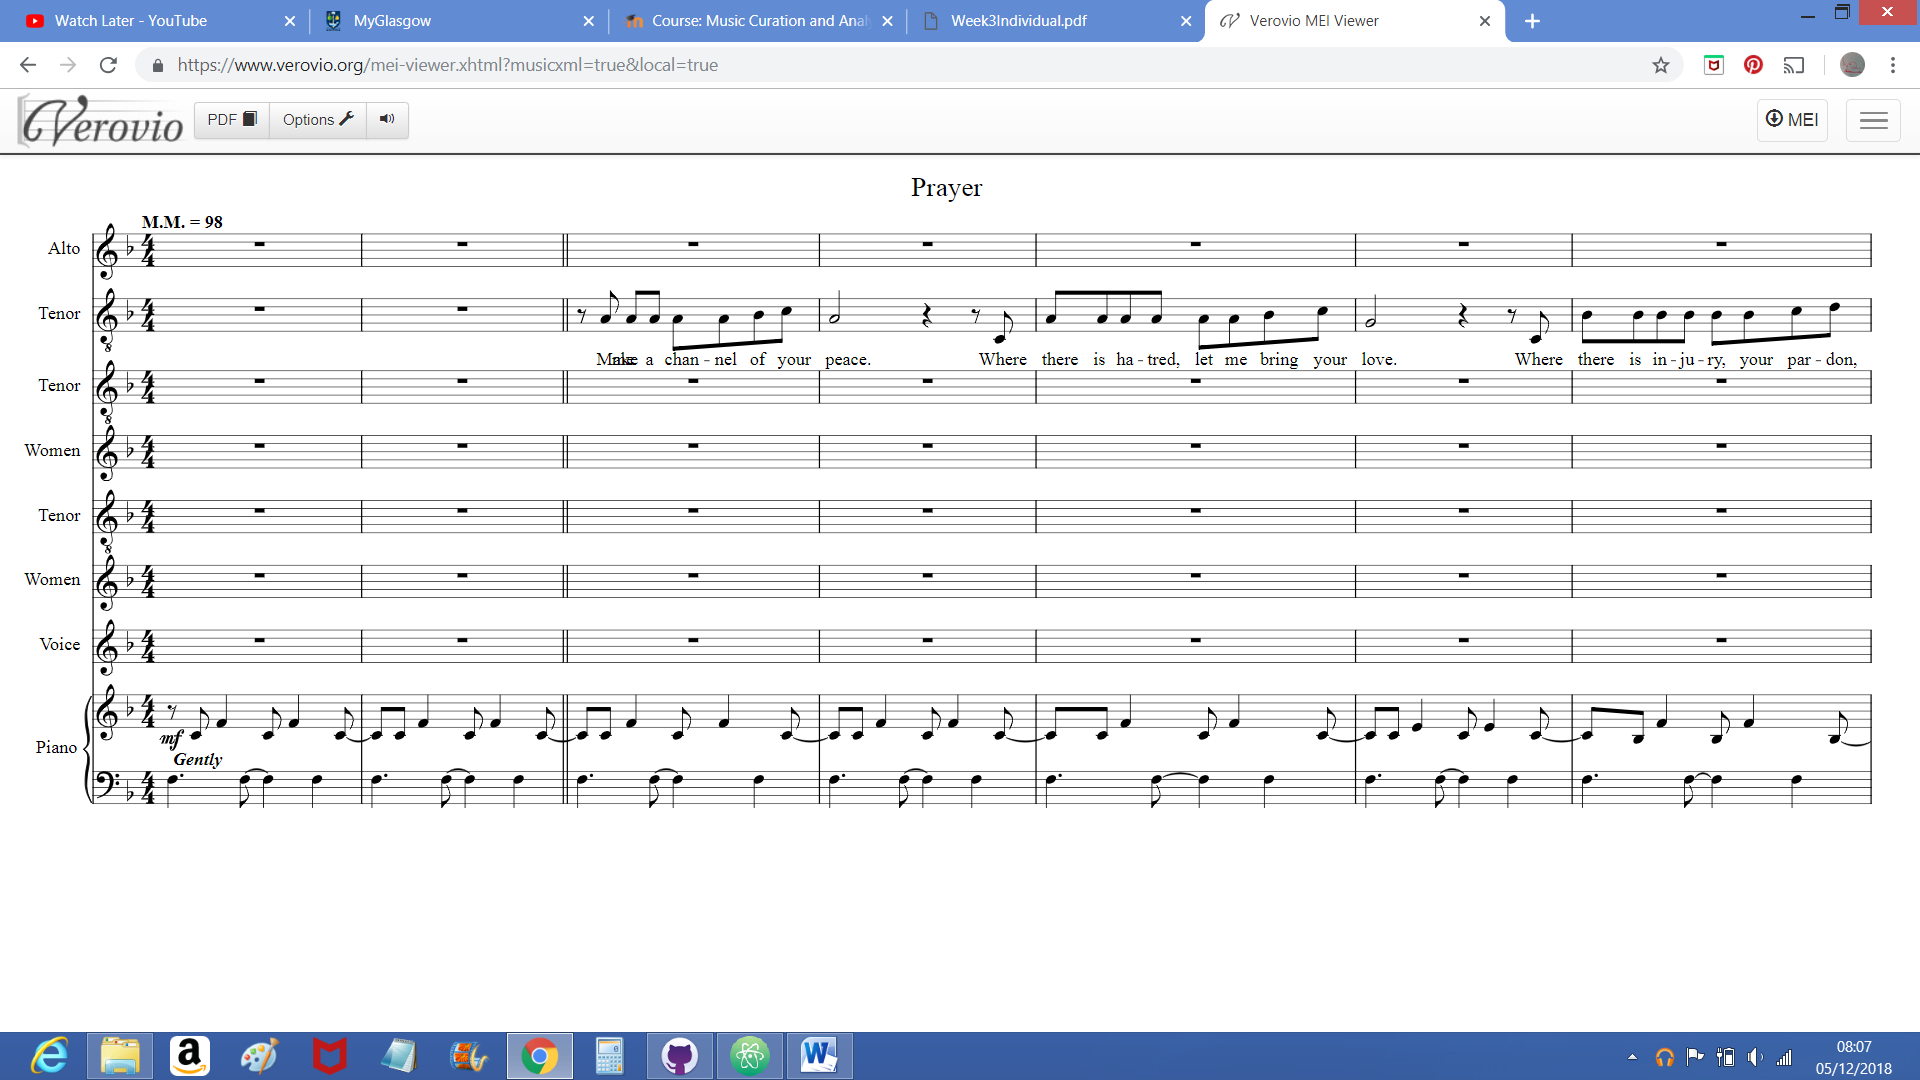 Watch Later - YouTube
MyGlasgow
Course: Music Curation and Anal
Week3Individual.pdf
Verovio MEI Viewer
https://www.verovio.org/mei-viewer.xhtml?musicxml=true&local=true
Verovio
PDF
Options
MEI
Prayer
M.M. = 98
Alto
Tenor
Make me a chan - nel of your peace. Where there is ha - tred, let me bring your love. Where there is in - ju - ry, your par - don,
Tenor
Women
Tenor
Women
Voice
Piano
mf
Gently
08:07
05/12/2018